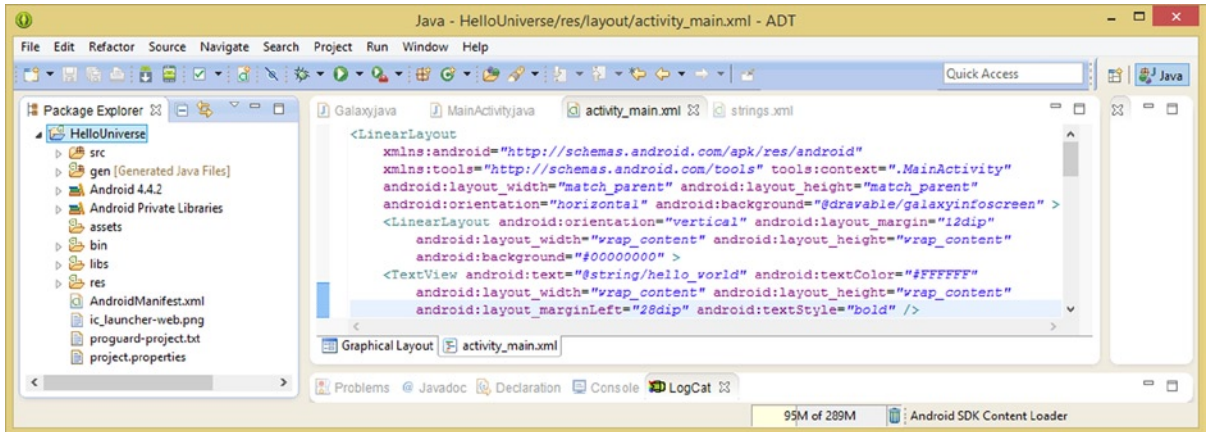 Java - HelloUniverse/res/layout/activity_main.xml - ADT
File Edit Refactor Source Navigate Search Project Run Window Help
Quick Access
Java
Package Explorer
HelloUniverse
src
gen [Generated Java Files]
Android 4.4.2
Android Private Libraries
assets
bin
libs
res
AndroidManifest.xml
ic_launcher-web.png
proguard-project.txt
project.properties
Galaxy.java MainActivity.java activity_main.xml strings.xml
<LinearLayout
xmlns:android="http://schemas.android.com/apk/res/android"
xmlns:tools="http://schemas.android.com/tools" tools:context=".MainActivity"
android:layout_width="match_parent" android:layout_height="match_parent"
android:orientation="horizontal" android:background="@drawable/galaxyinfoscreen" >
<LinearLayout android:orientation="vertical" android:layout_margin="12dip"
android:layout_width="wrap_content" android:layout_height="wrap_content"
android:background="#00000000" >
<TextView android:text="@string/hello_world" android:textColor="#FFFFFF"
android:layout_width="wrap_content" android:layout_height="wrap_content"
android:layout_marginLeft="28dip" android:textStyle="bold" />
Graphical Layout activity_main.xml
Problems Javadoc Declaration Console LogCat
95M of 289M Android SDK Content Loader